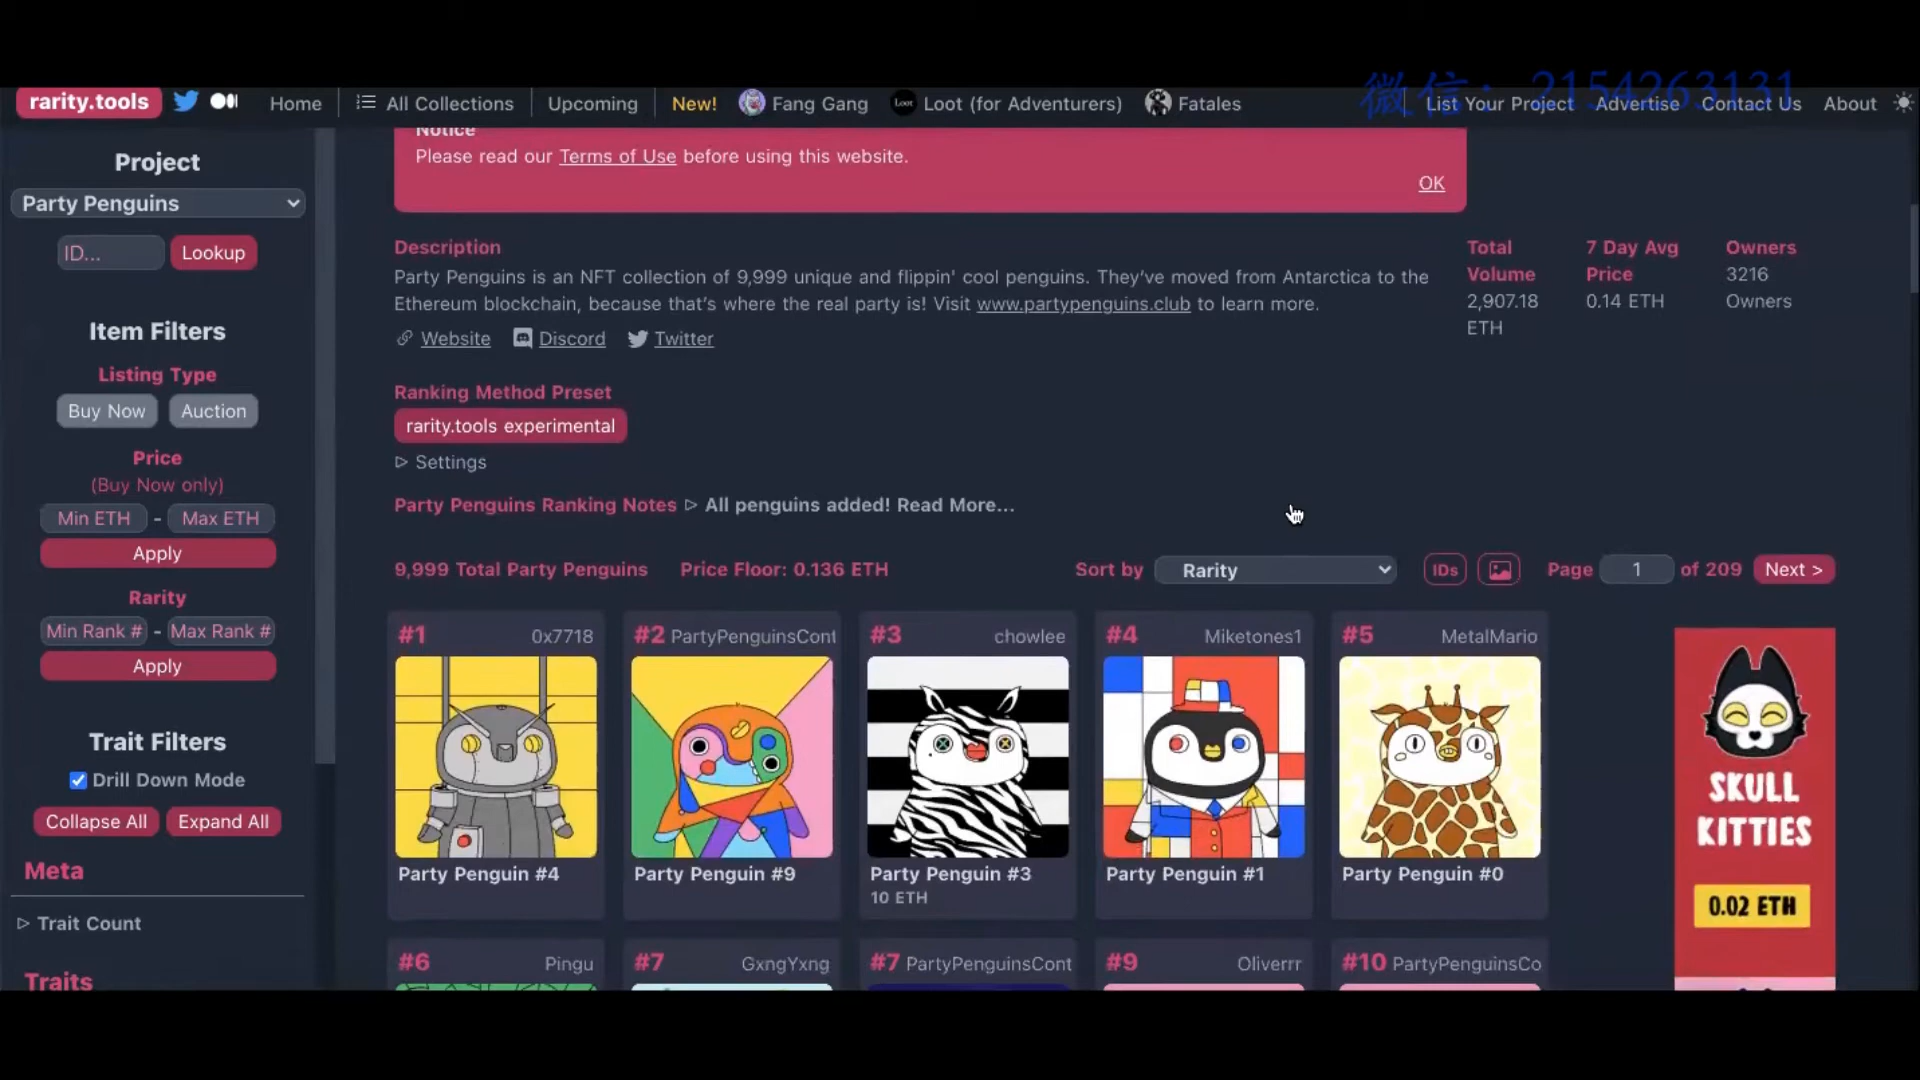 微信：2154263131
rarity.tools Home All Collections Upcoming New! Fang Gang Loot Loot (for Adventurers) Fatales List Your Project Advertise Contact Us About
Project
Party Penguins
ID... Lookup
Item Filters
Listing Type
Buy Now Auction
Price
(Buy Now only)
Min ETH - Max ETH
Apply
Rarity
Min Rank # - Max Rank #
Apply
Trait Filters
Drill Down Mode
Collapse All Expand All
Meta
Trait Count
Traits
Notice
Please read our Terms of Use before using this website.
OK
Description
Party Penguins is an NFT collection of 9,999 unique and flippin' cool penguins. They’ve moved from Antarctica to the
Ethereum blockchain, because that’s where the real party is! Visit www.partypenguins.club to learn more.
Website Discord Twitter
Total
Volume
2,907.18
ETH
7 Day Avg
Price
0.14 ETH
Owners
3216
Owners
Ranking Method Preset
rarity.tools experimental
Settings
Party Penguins Ranking Notes All penguins added! Read More...
9,999 Total Party Penguins Price Floor: 0.136 ETH Sort by Rarity IDs Page 1 of 209 Next >
#1 0x7718
Party Penguin #4
#2 PartyPenguinsCont
Party Penguin #9
#3 chowlee
Party Penguin #3
10 ETH
#4 Miketones1
Party Penguin #1
#5 MetalMario
Party Penguin #0
#6 Pingu
#7 GxngYxng
#7 PartyPenguinsCont
#9 Oliverrr
#10 PartyPenguinsCo
SKULL
KITTIES
0.02 ETH